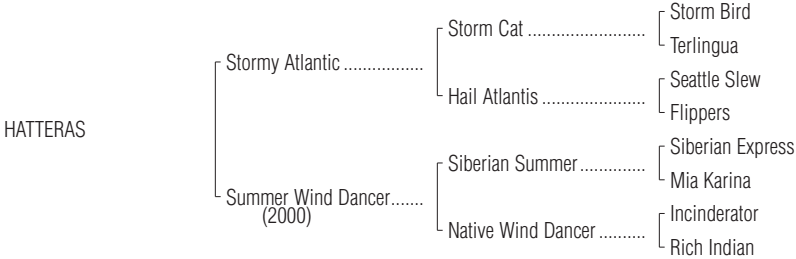 Storm Bird
Storm Cat ..........................
Terlingua
Stormy Atlantic .................
Seattle Slew
Hail Atlantis .......................
Flippers
HATTERAS
Siberian Express
Siberian Summer ..............
Mia Karina
Summer Wind Dancer.......
(2000)
Incinerator
Native Wind Dancer ..........
Rich Indian